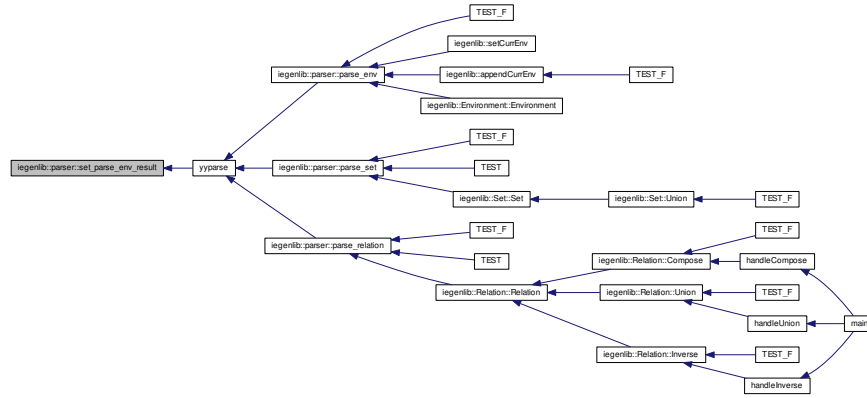 TEST_F
iegenlib::setCurrEnv
iegenlib::parser::parse_env
iegenlib::appendCurrEnv
TEST_F
iegenlib::Environment::Environment
TEST_F
iegenlib::parser::set_parse_env_result
yyparse
iegenlib::parser::parse_set
TEST
iegenlib::Set::Set
iegenlib::Set::Union
TEST_F
TEST_F
TEST_F
iegenlib::parser::parse_relation
TEST
iegenlib::Relation::Compose
handleCompose
iegenlib::Relation::Relation
iegenlib::Relation::Union
TEST_F
handleUnion
main
iegenlib::Relation::Inverse
TEST_F
handleInverse